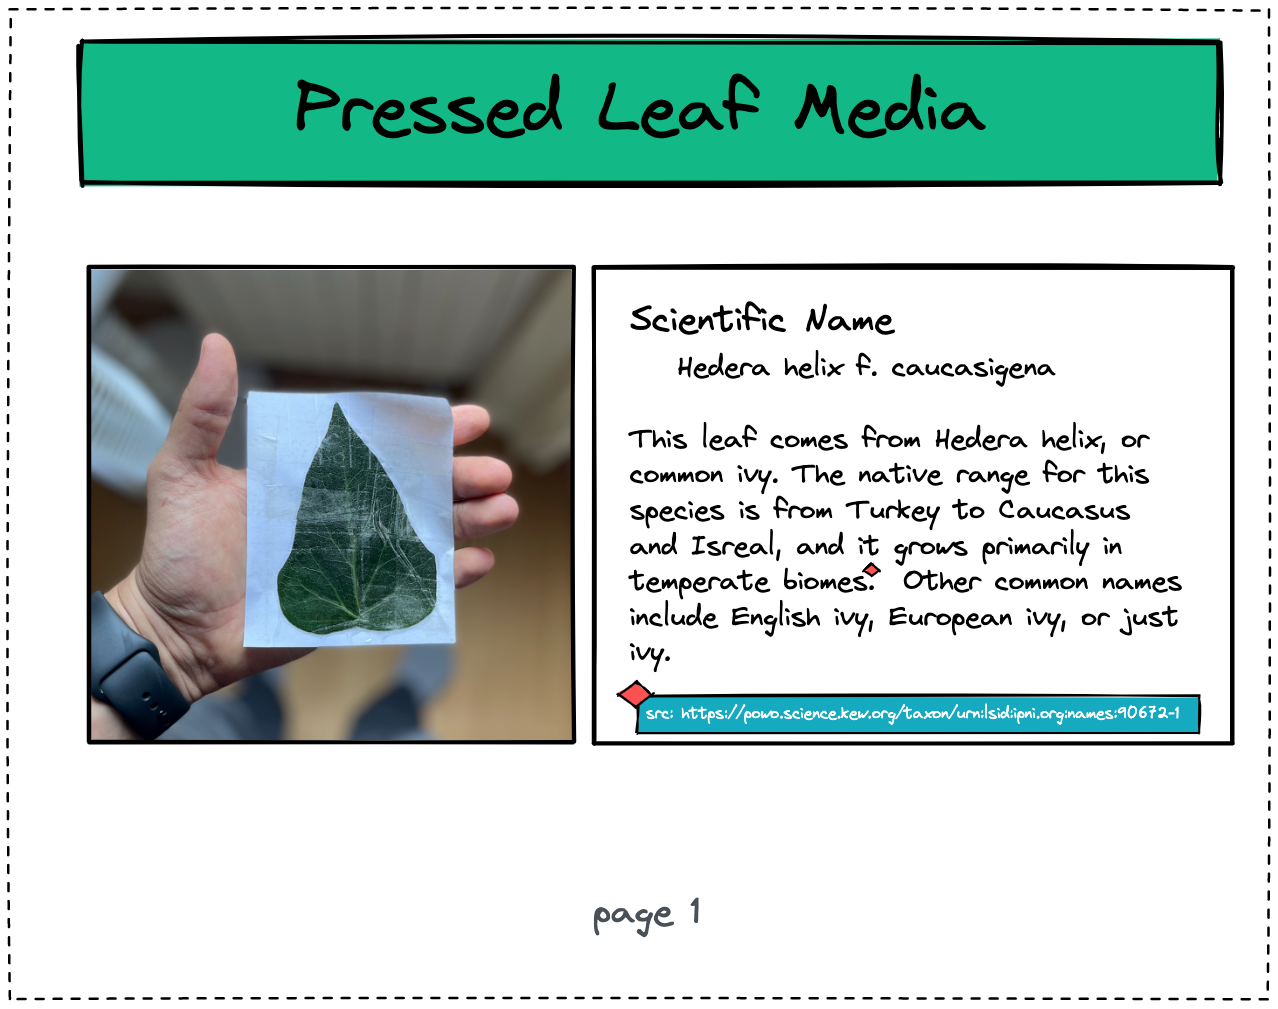 Pressed Leaf Media
Scientific Name
Hedera helix f. caucasigena
This leaf comes from Hedera helix, or
common ivy. The native range for this
species is from Turkey to Caucasus
and Isreal, and it grows primarily in
temperate biomes. Other common names
include English ivy, European ivy, or just
ivy.
src: https://powo.science.kew.org/taxon/urn:lsid:ipni.org:names:90672-1
page 1